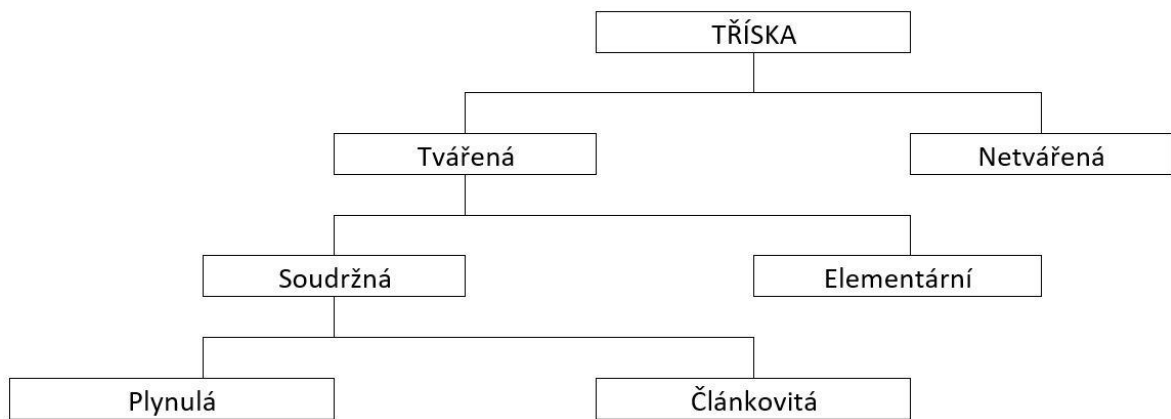 TŘÍSKA
Tvářená
Netvářená
Soudržná
Elementární
Plynulá
Článkovitá